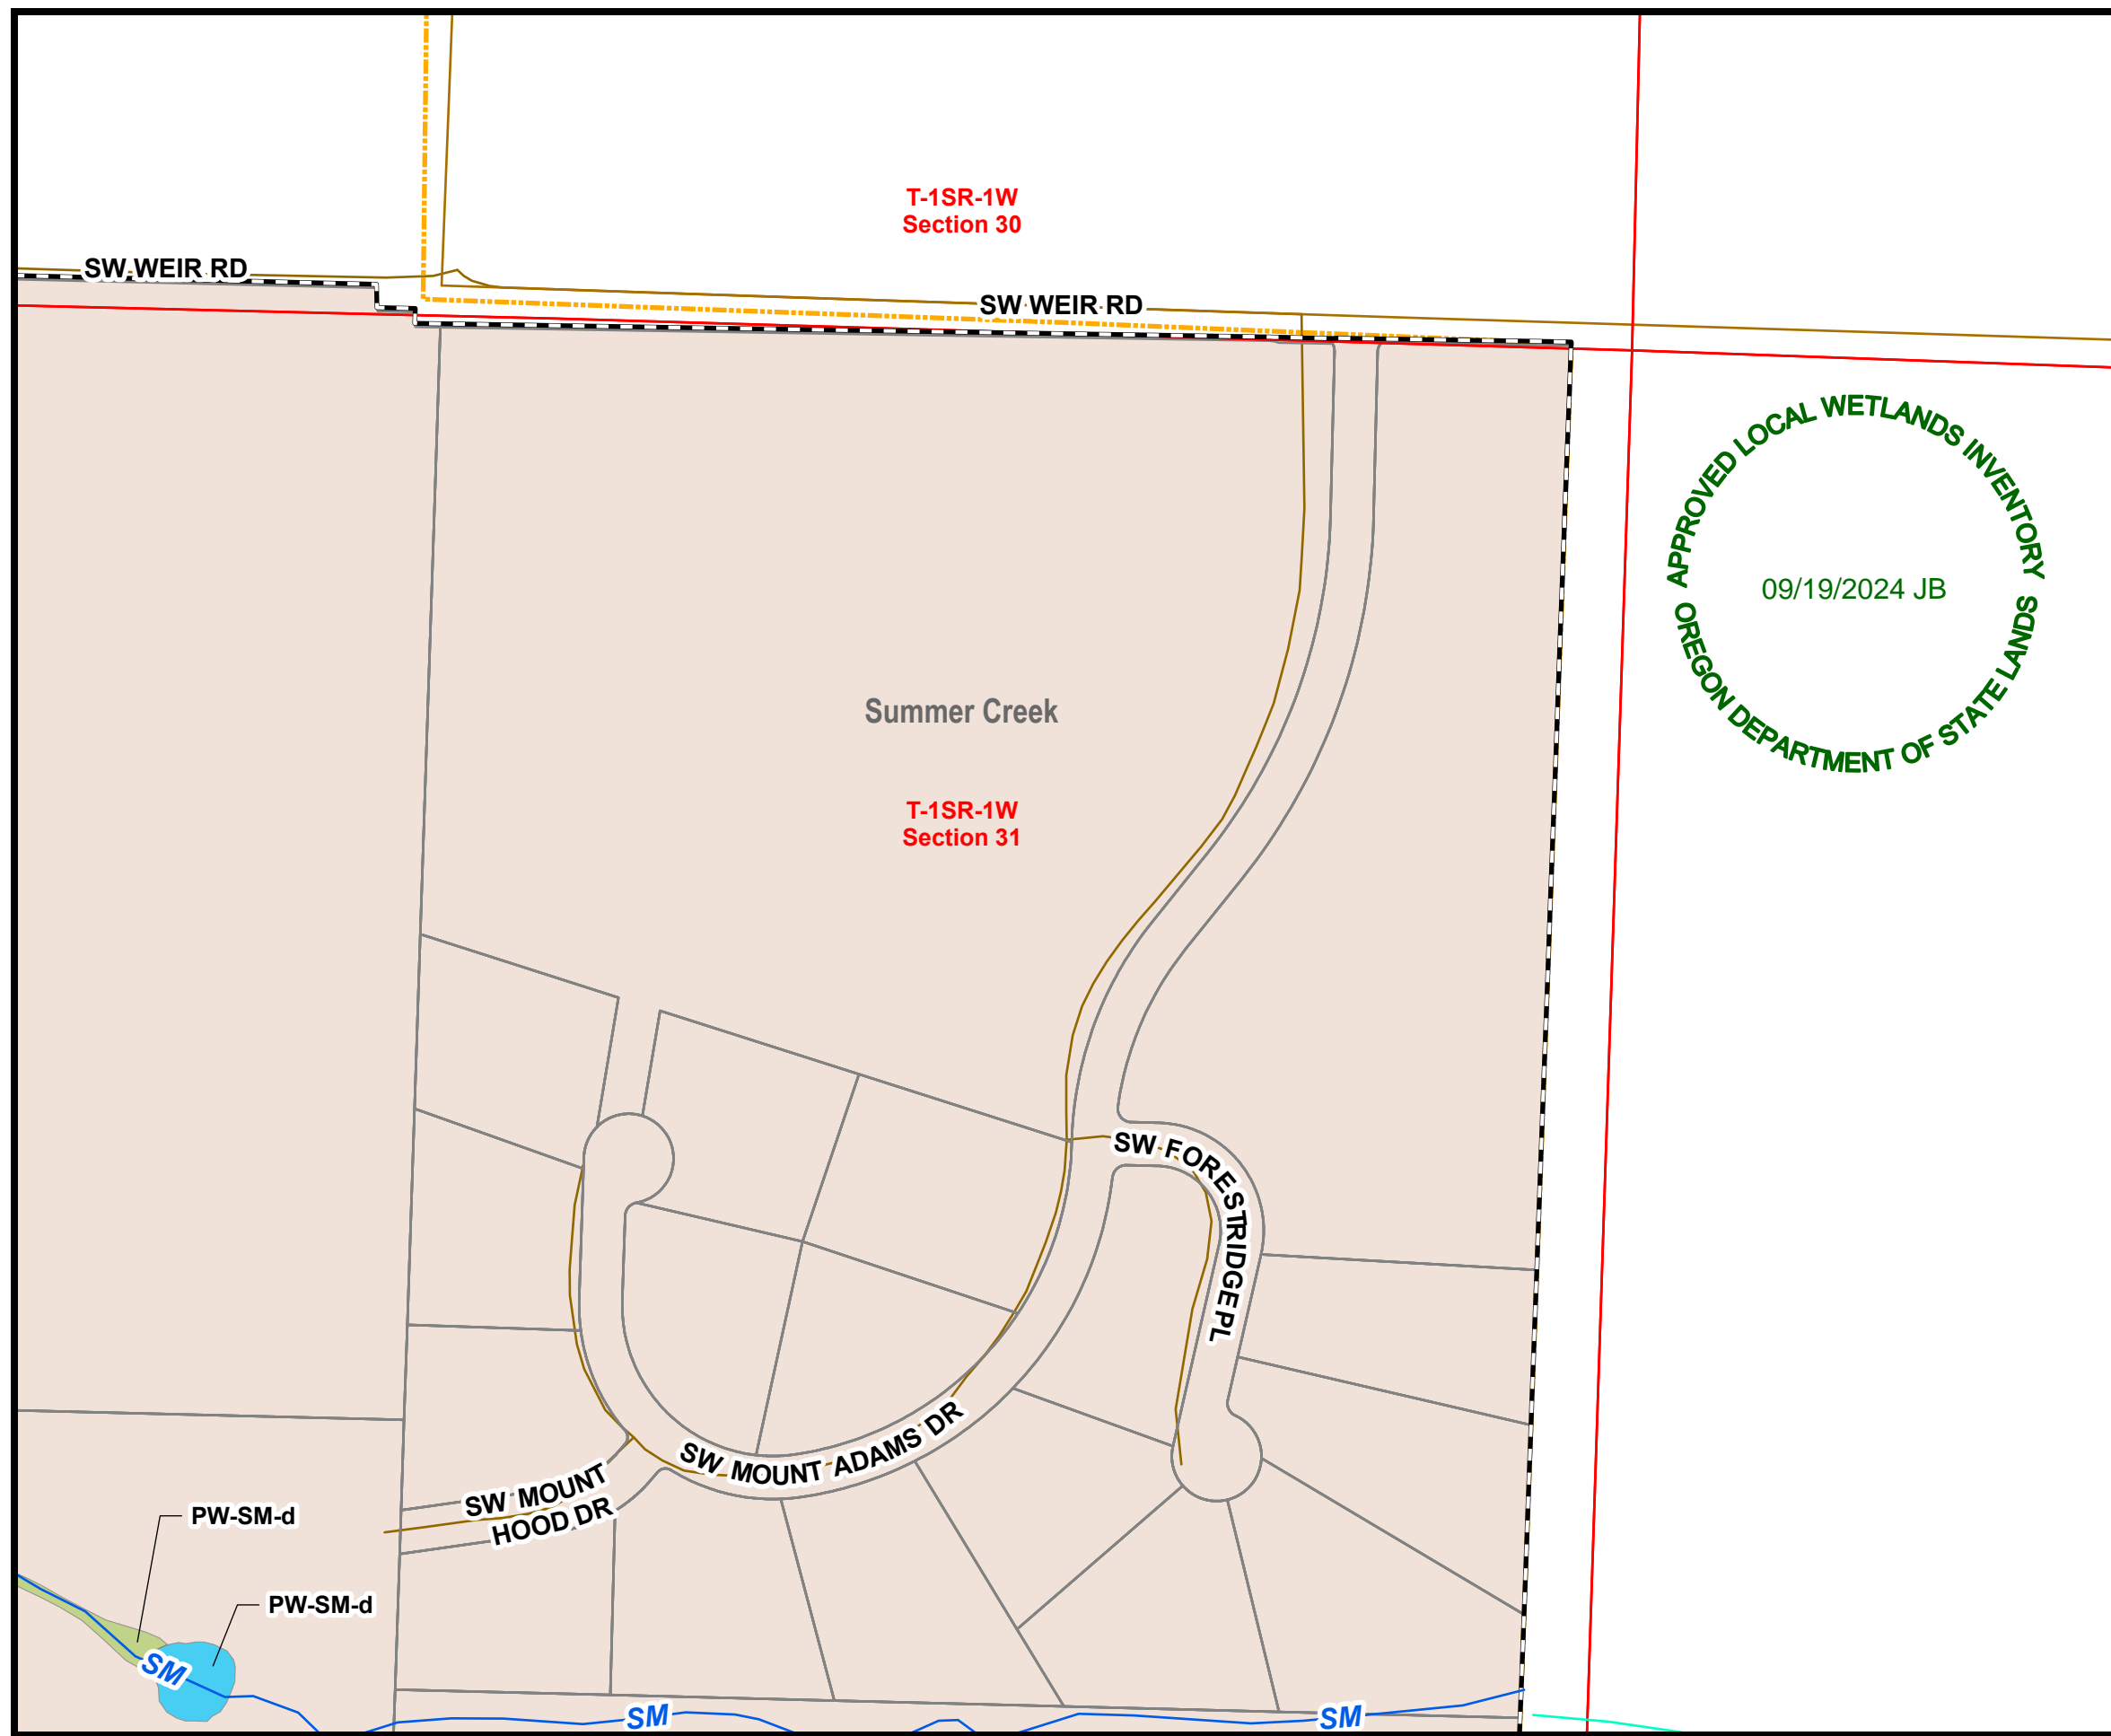 T-1SR-1W
Section 30
SW WEIR RD
SW WEIR RD
APPROVED LOCAL WETLANDS INVENTORY
09/19/2024 JB
OREGON DEPARTMENT OF STATE LANDS
Summer Creek
T-1SR-1W
Section 31
SW FORESTRIDGE PL
SW MOUNT ADAMS DR
SW MOUNT
HOOD DR
PW-SM-d
PW-SM-d
SM
SM
SM